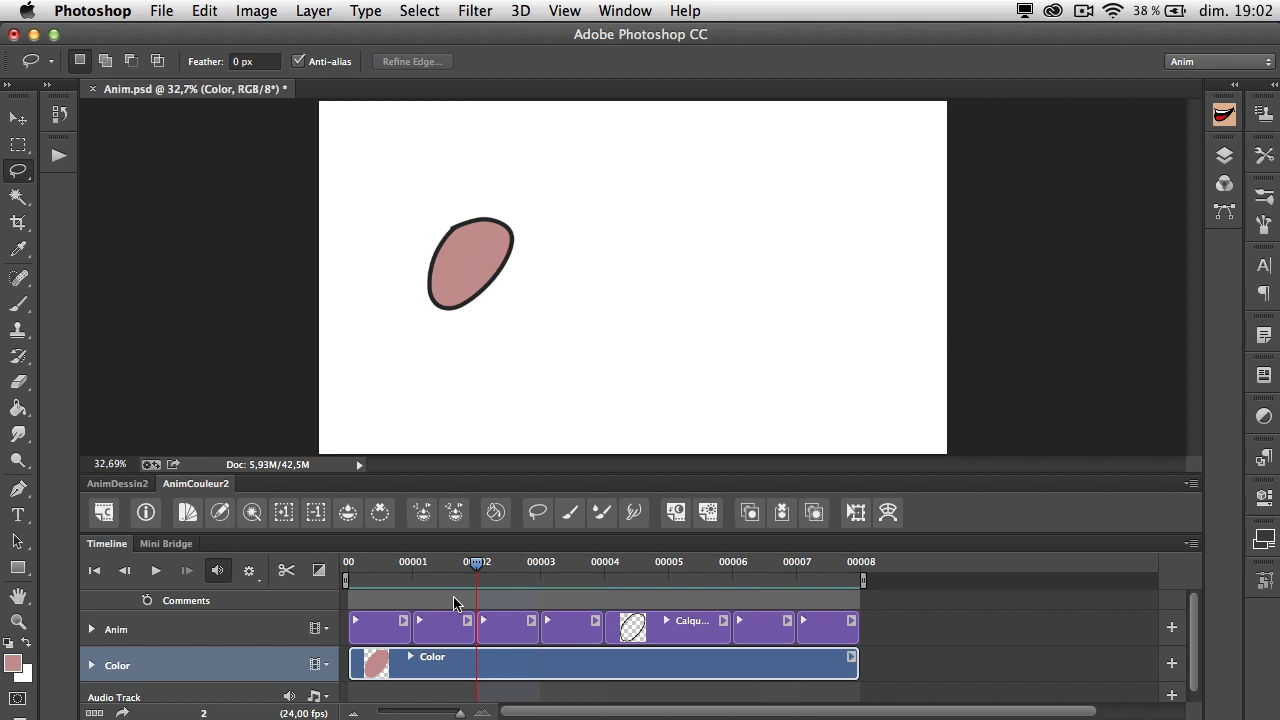 Photoshop File Edit Image Layer Type Select Filter 3D View Window Help 38 % dim. 19:02
Adobe Photoshop CC
Feather: 0 px Anti-alias Refine Edge... Anim
× Anim.psd @ 32,7% (Color, RGB/8*) *
32,69% Doc: 5,93M/42,5M
AnimDessin2 AnimCouleur2
Timeline Mini Bridge
00 00001 00002 00003 00004 00005 00006 00007 00008
Comments
Anim Calqu...
Color Color
Audio Track
2 (24,00 fps)